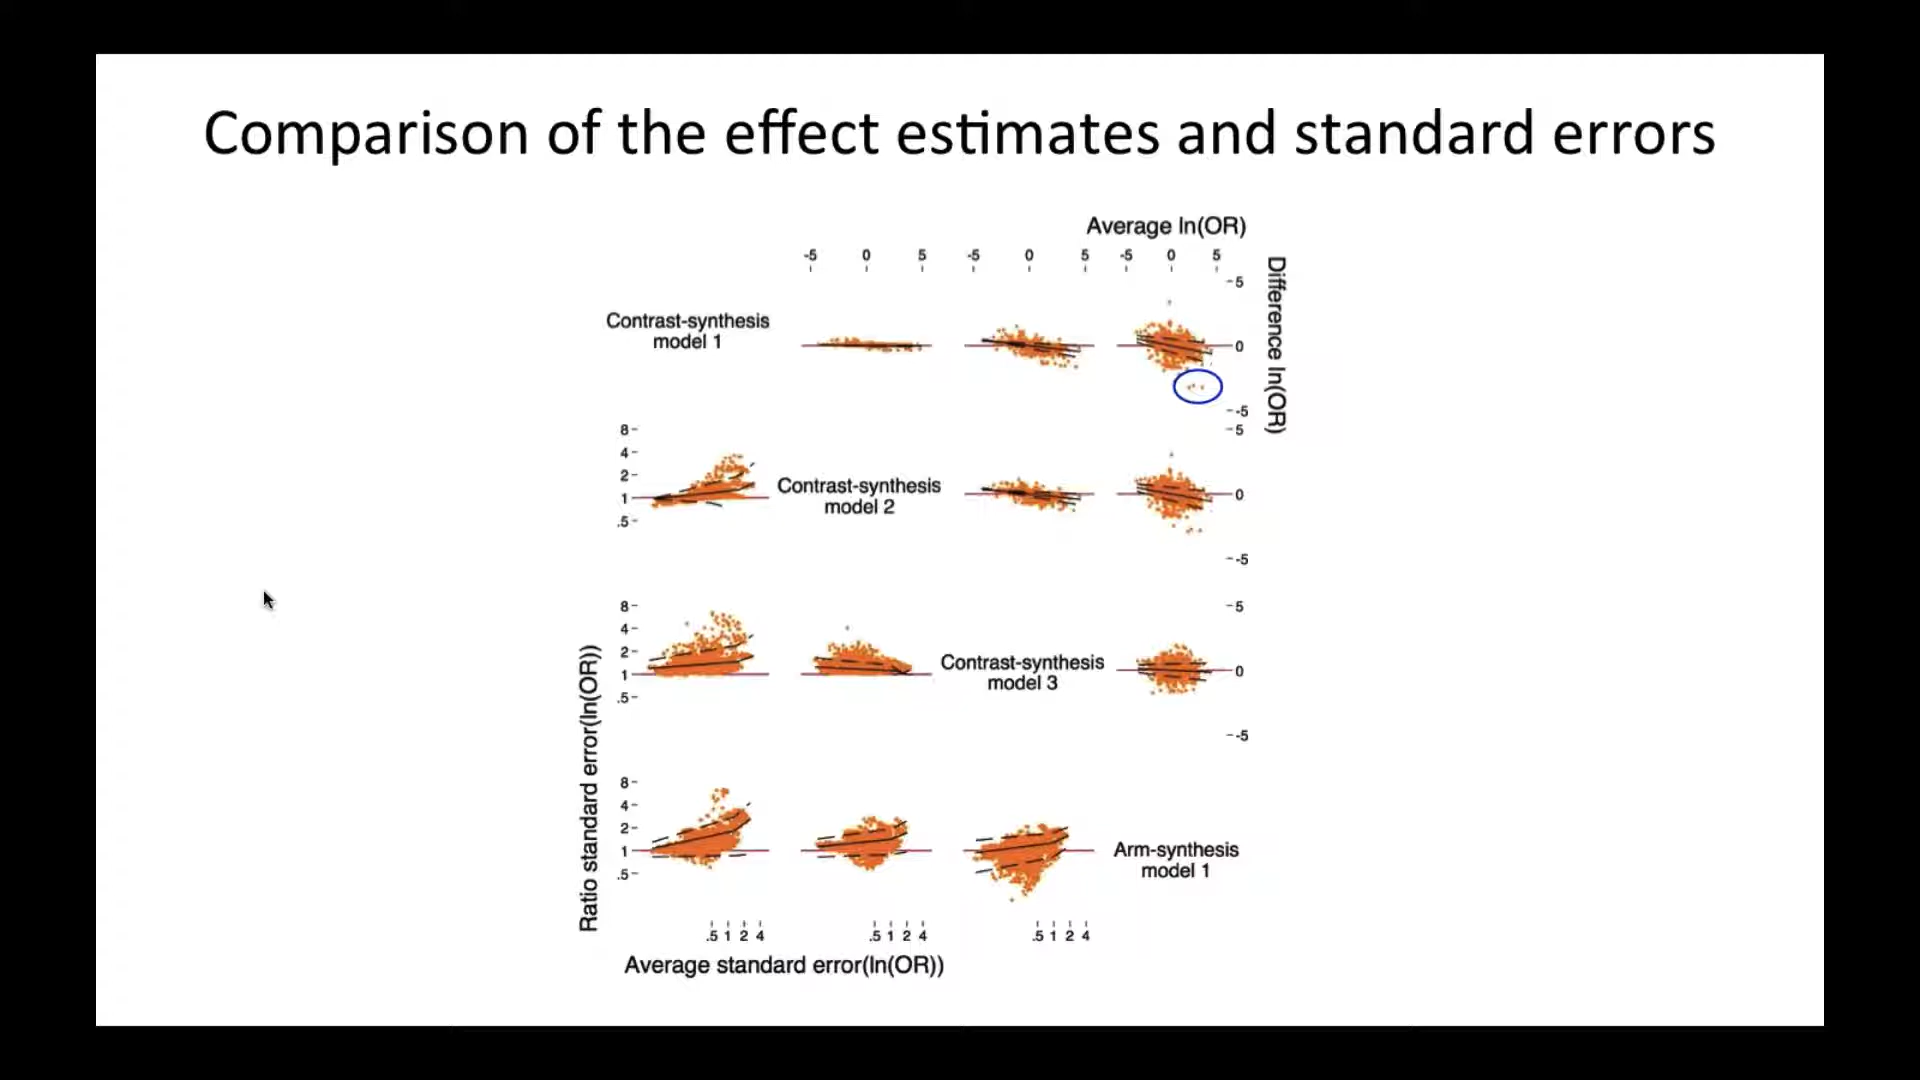 Comparison of the effect estimates and standard errors
Average ln(OR)
-5 0 5 -5 0 5 -5 0 5
Difference ln(OR)
5
Contrast-synthesis
model 1
0
-5
8
5
4
2
Contrast-synthesis
model 2
1
0
.5
-5
8
5
4
2
Contrast-synthesis
model 3
1
0
.5
-5
Ratio standard error(ln(OR))
8
4
2
1
Arm-synthesis
model 1
.5
.5 1 2 4 .5 1 2 4 .5 1 2 4
Average standard error(ln(OR))